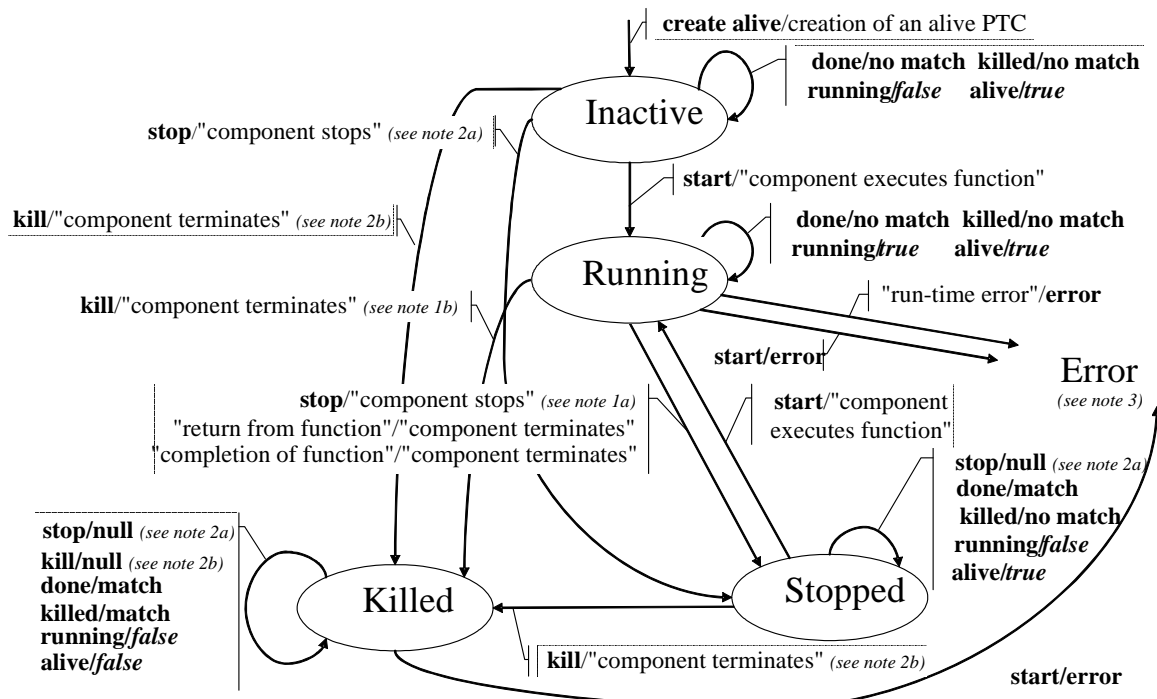 create alive/creation of an alive PTC
done/no match killed/no match
running/false alive/true
Inactive
stop/"component stops" (see note 2a)
start/"component executes function"
kill/"component terminates" (see note 2b)
done/no match killed/no match
running/true alive/true
Running
kill/"component terminates" (see note 1b)
"run-time error"/error
start/error
Error
(see note 3)
stop/"component stops" (see note 1a)
"return from function"/"component terminates"
"completion of function"/"component terminates"
start/"component
executes function"
stop/null (see note 2a)
done/match
killed/no match
running/false
alive/true
stop/null (see note 2a)
kill/null (see note 2b)
done/match
killed/match
running/false
alive/false
Killed
Stopped
kill/"component terminates" (see note 2b)
start/error